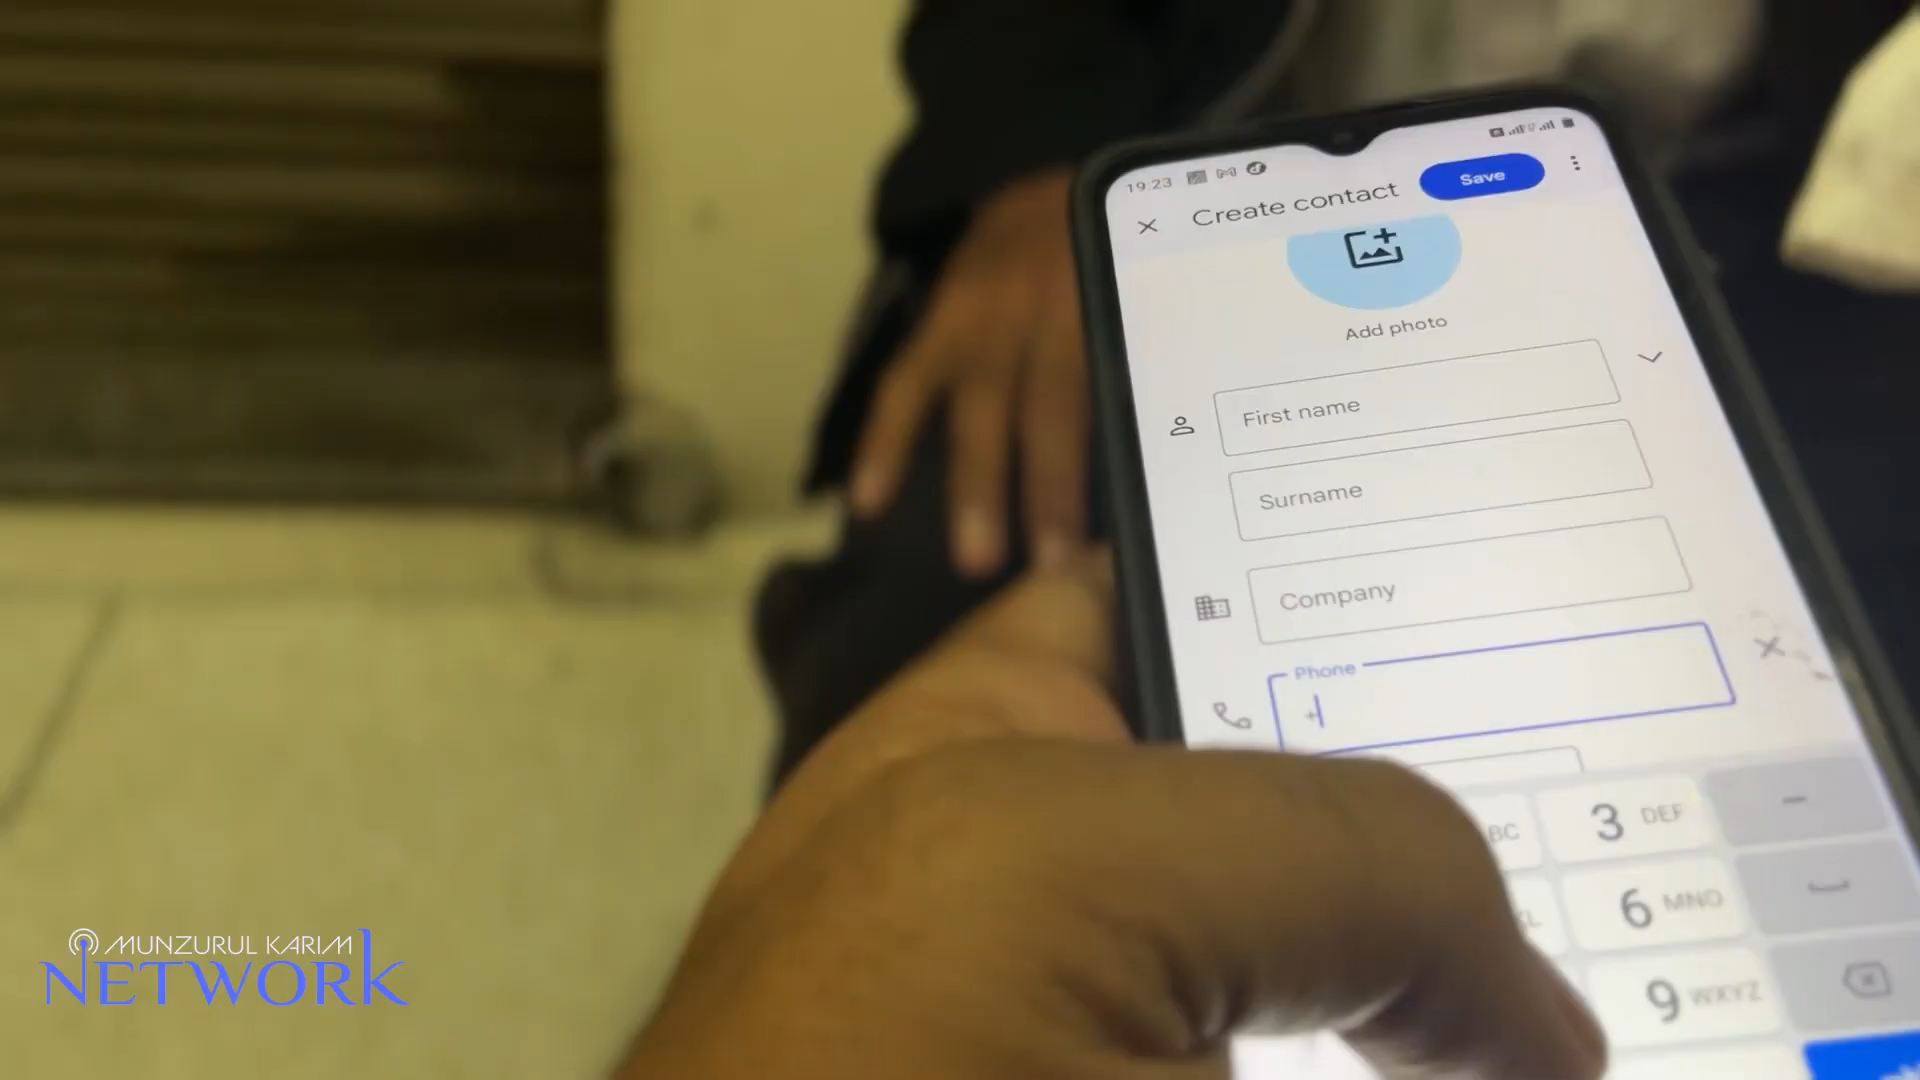 19.23
Create contact
Save
Add photo
First name
Surname
Company
Phone
+
BC
3 DEF
6 MNO
9 WXYZ
MUNZURUL KARIM
NETWORK